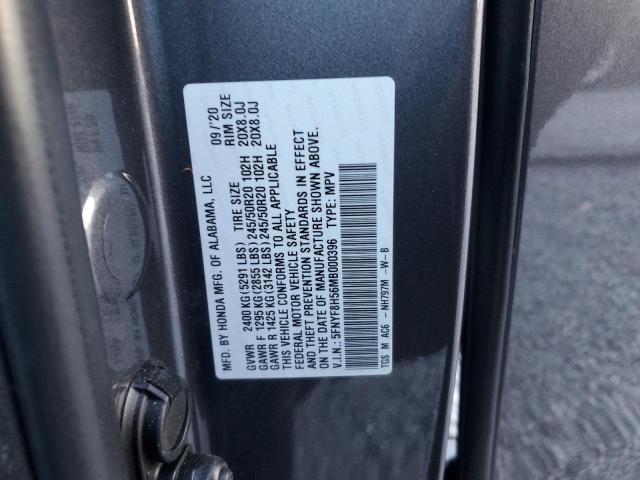 MFD. BY HONDA MFG. OF ALABAMA, LLC 09/'20
TIRE SIZE RIM SIZE
GVWR 2400 KG(5291 LBS)
GAWR F 1295 KG(2855 LBS) 245/50R20 102H 20X8.0J
GAWR R 1425 KG(3142 LBS) 245/50R20 102H 20X8.0J
THIS VEHICLE CONFORMS TO ALL APPLICABLE
FEDERAL MOTOR VEHICLE SAFETY
AND THEFT PREVENTION STANDARDS IN EFFECT
ON THE DATE OF MANUFACTURE SHOWN ABOVE.
V.I.N.: 5FNYF8H56MB000396 TYPE: MPV
TGS M AC6 -NH797M -W-B